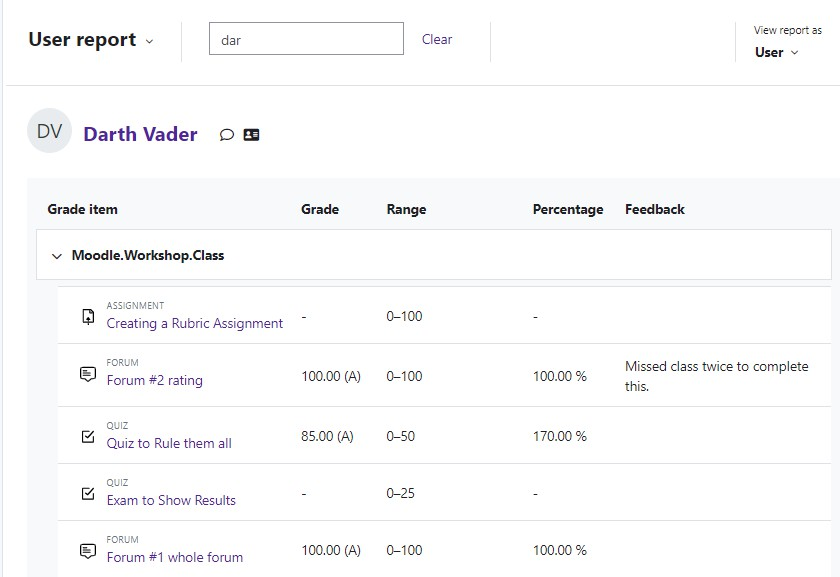 User report
dar
Clear
View report as
User
DV
Darth Vader
Grade item Grade Range Percentage Feedback
Moodle.Workshop.Class
ASSIGNMENT
Creating a Rubric Assignment - 0–100 -
FORUM
Forum #2 rating 100.00 (A) 0–100 100.00 % Missed class twice to complete
this.
QUIZ
Quiz to Rule them all 85.00 (A) 0–50 170.00 %
QUIZ
Exam to Show Results - 0–25 -
FORUM
Forum #1 whole forum 100.00 (A) 0–100 100.00 %